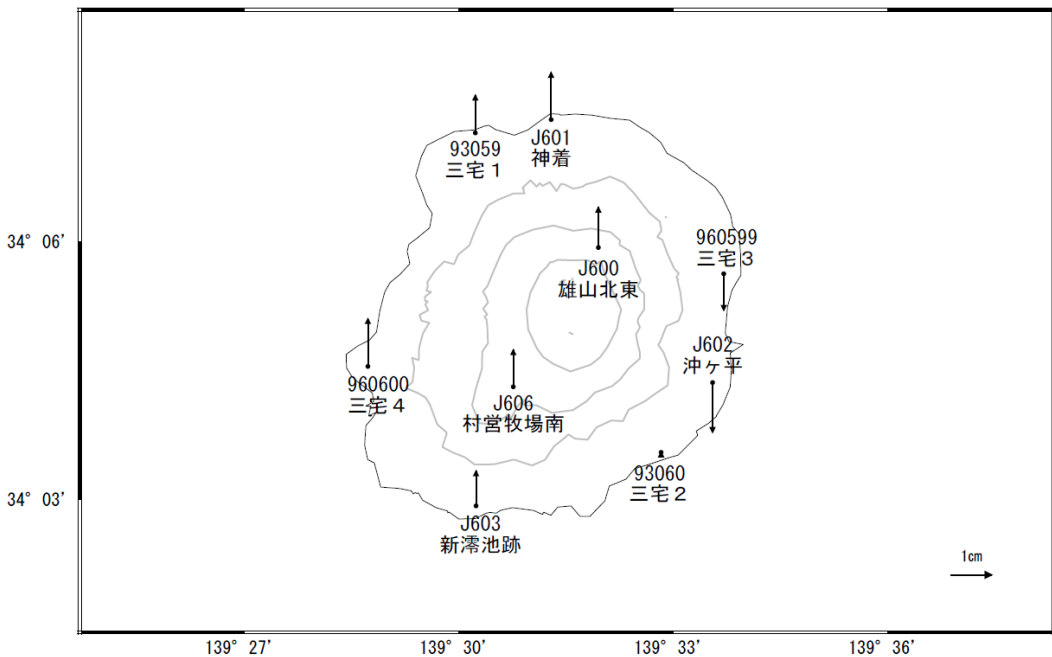 J601
神着
93059
三宅１
34° 06'
960599
三宅３
J600
雄山北東
J602
沖ヶ平
960600
三宅４
J606
村営牧場南
93060
三宅２
34° 03'
J603
新澪池跡
1cm
139° 27'
139° 30'
139° 33'
139° 36'